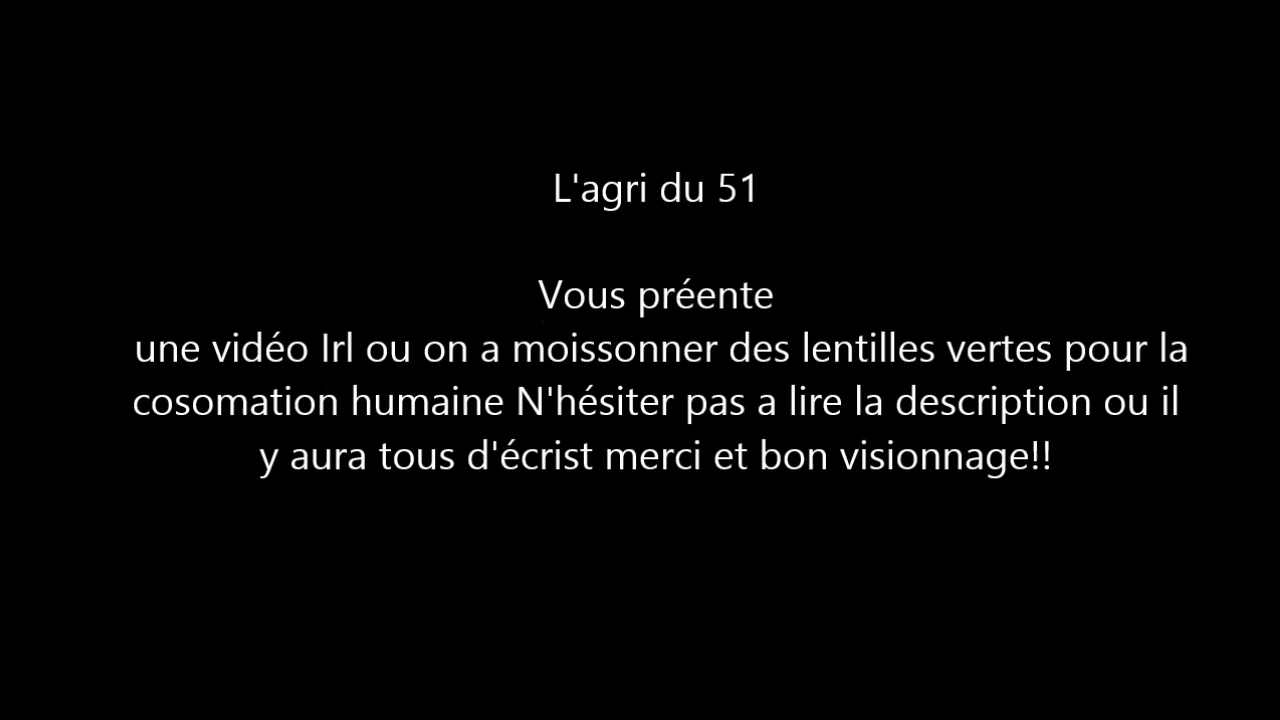 L'agri du 51
Vous préente
une vidéo Irl ou on a moissonner des lentilles vertes pour la
cosomation humaine N'hésiter pas a lire la description ou il
y aura tous d'écrist merci et bon visionnage!!